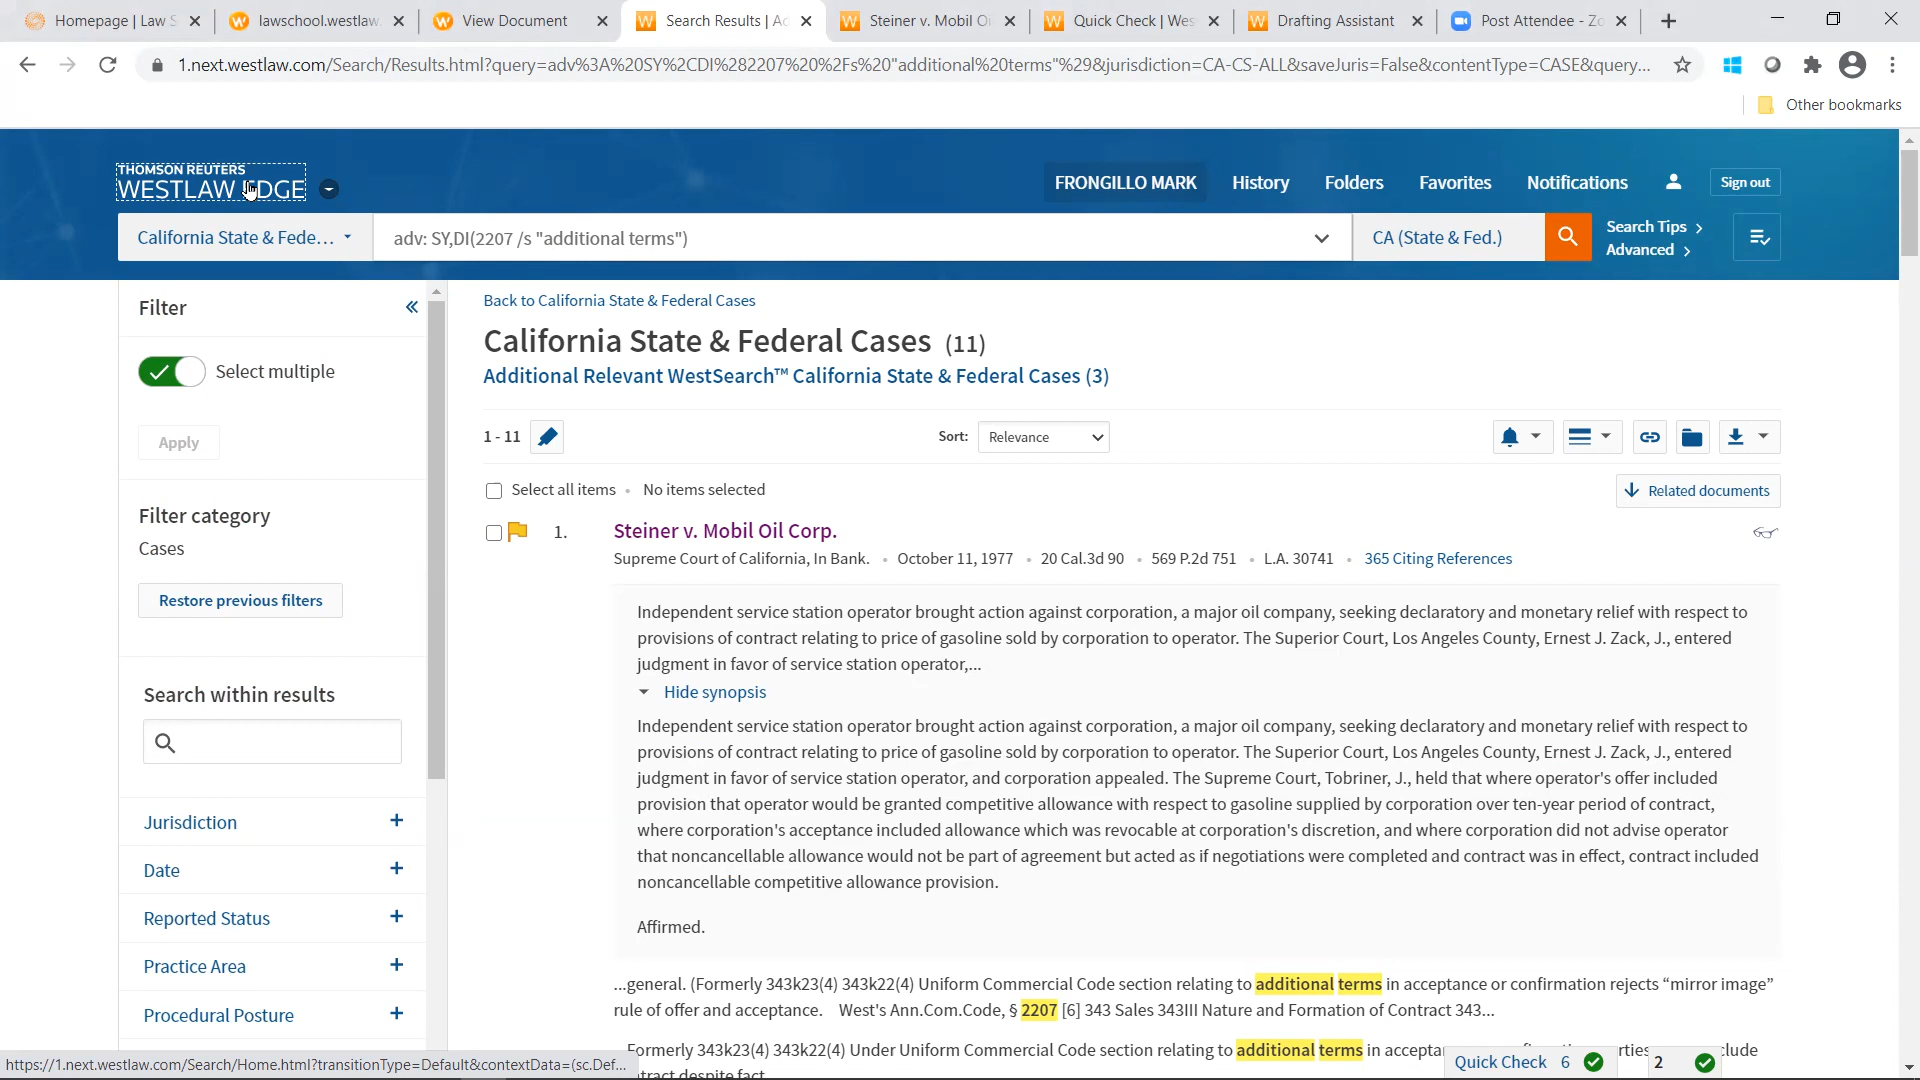 Homepage | Law S
lawschool.westlaw.
View Document
Search Results | Ad
Steiner v. Mobil O
Quick Check | Wes
Drafting Assistant
Post Attendee - Zo
1.next.westlaw.com/Search/Results.html?query=adv%3A%20SY%2CDI%282207%20%2Fs%20"additional%20terms"%29&jurisdiction=CA-CS-ALL&saveJuris=False&contentType=CASE&query...
Other bookmarks
THOMSON REUTERS
WESTLAW EDGE
FRONGILLO MARK
History
Folders
Favorites
Notifications
Sign out
California State & Fede...
adv: SY,DI(2207 /s "additional terms")
CA (State & Fed.)
Search Tips
Advanced
Filter
Select multiple
Apply
Filter category
Cases
Restore previous filters
Search within results
Jurisdiction
Date
Reported Status
Practice Area
Procedural Posture
Back to California State & Federal Cases
California State & Federal Cases (11)
Additional Relevant WestSearch™ California State & Federal Cases (3)
1 - 11
Sort:
Relevance
Select all items • No items selected
Related documents
1. Steiner v. Mobil Oil Corp.
Supreme Court of California, In Bank. • October 11, 1977 • 20 Cal.3d 90 • 569 P.2d 751 • L.A. 30741 • 365 Citing References
Independent service station operator brought action against corporation, a major oil company, seeking declaratory and monetary relief with respect to
provisions of contract relating to price of gasoline sold by corporation to operator. The Superior Court, Los Angeles County, Ernest J. Zack, J., entered
judgment in favor of service station operator,...
Hide synopsis
Independent service station operator brought action against corporation, a major oil company, seeking declaratory and monetary relief with respect to
provisions of contract relating to price of gasoline sold by corporation to operator. The Superior Court, Los Angeles County, Ernest J. Zack, J., entered
judgment in favor of service station operator, and corporation appealed. The Supreme Court, Tobriner, J., held that where operator's offer included
provision that operator would be granted competitive allowance with respect to gasoline supplied by corporation over ten-year period of contract,
where corporation's acceptance included allowance which was revocable at corporation's discretion, and where corporation did not advise operator
that noncancellable allowance would not be part of agreement but acted as if negotiations were completed and contract was in effect, contract included
noncancellable competitive allowance provision.
Affirmed.
...general. (Formerly 343k23(4) 343k22(4) Uniform Commercial Code section relating to additional terms in acceptance or confirmation rejects “mirror image”
rule of offer and acceptance. West's Ann.Com.Code, § 2207 [6] 343 Sales 343III Nature and Formation of Contract 343...
Formerly 343k23(4) 343k22(4) Under Uniform Commercial Code section relating to additional terms in
despite fact
Quick Check 6
2
https://1.next.westlaw.com/Search/Home.html?transitionType=Default&contextData=(sc.Def...